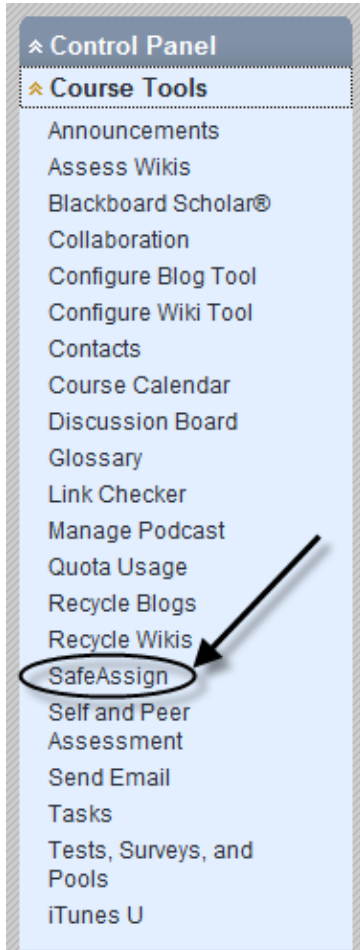 Control Panel
Course Tools
Announcements
Assess Wikis
Blackboard Scholar®
Collaboration
Configure Blog Tool
Configure Wiki Tool
Contacts
Course Calendar
Discussion Board
Glossary
Link Checker
Manage Podcast
Quota Usage
Recycle Blogs
Recycle Wikis
SafeAssign
Self and Peer
Assessment
Send Email
Tasks
Tests, Surveys, and
Pools
iTunes U